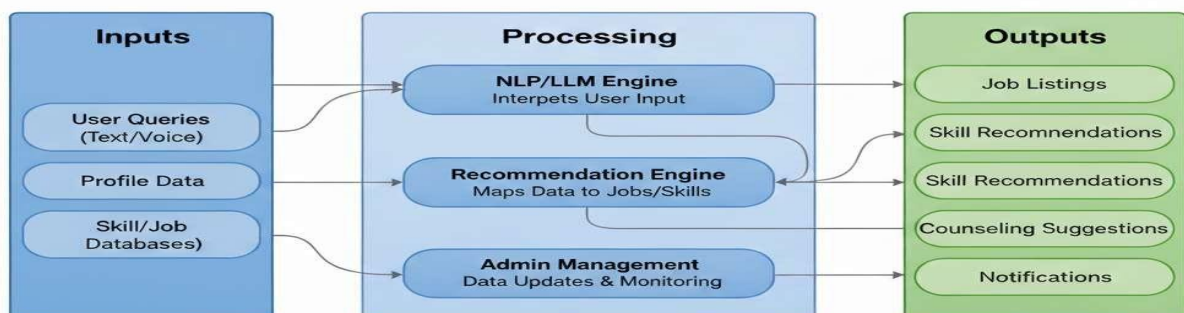 Inputs
User Queries
(Text/Voice)
Profile Data
Skill/Job
Databases)
Processing
NLP/LLM Engine
Interpets User Input
Recommendation Engine
Maps Data to Jobs/Skills
Admin Management
Data Updates & Monitoring
Outputs
Job Listings
Skill Recomnendations
Skill Recommendations
Counseling Suggestions
Notifications